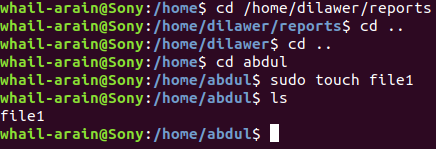 whail-arain@Sony:/home$ cd /home/dilawer/reports
whail-arain@Sony:/home/dilawer/reports$ cd ..
whail-arain@Sony:/home/dilawer$ cd ..
whail-arain@Sony:/home$ cd abdul
whail-arain@Sony:/home/abdul$ sudo touch file1
whail-arain@Sony:/home/abdul$ ls
file1
whail-arain@Sony:/home/abdul$